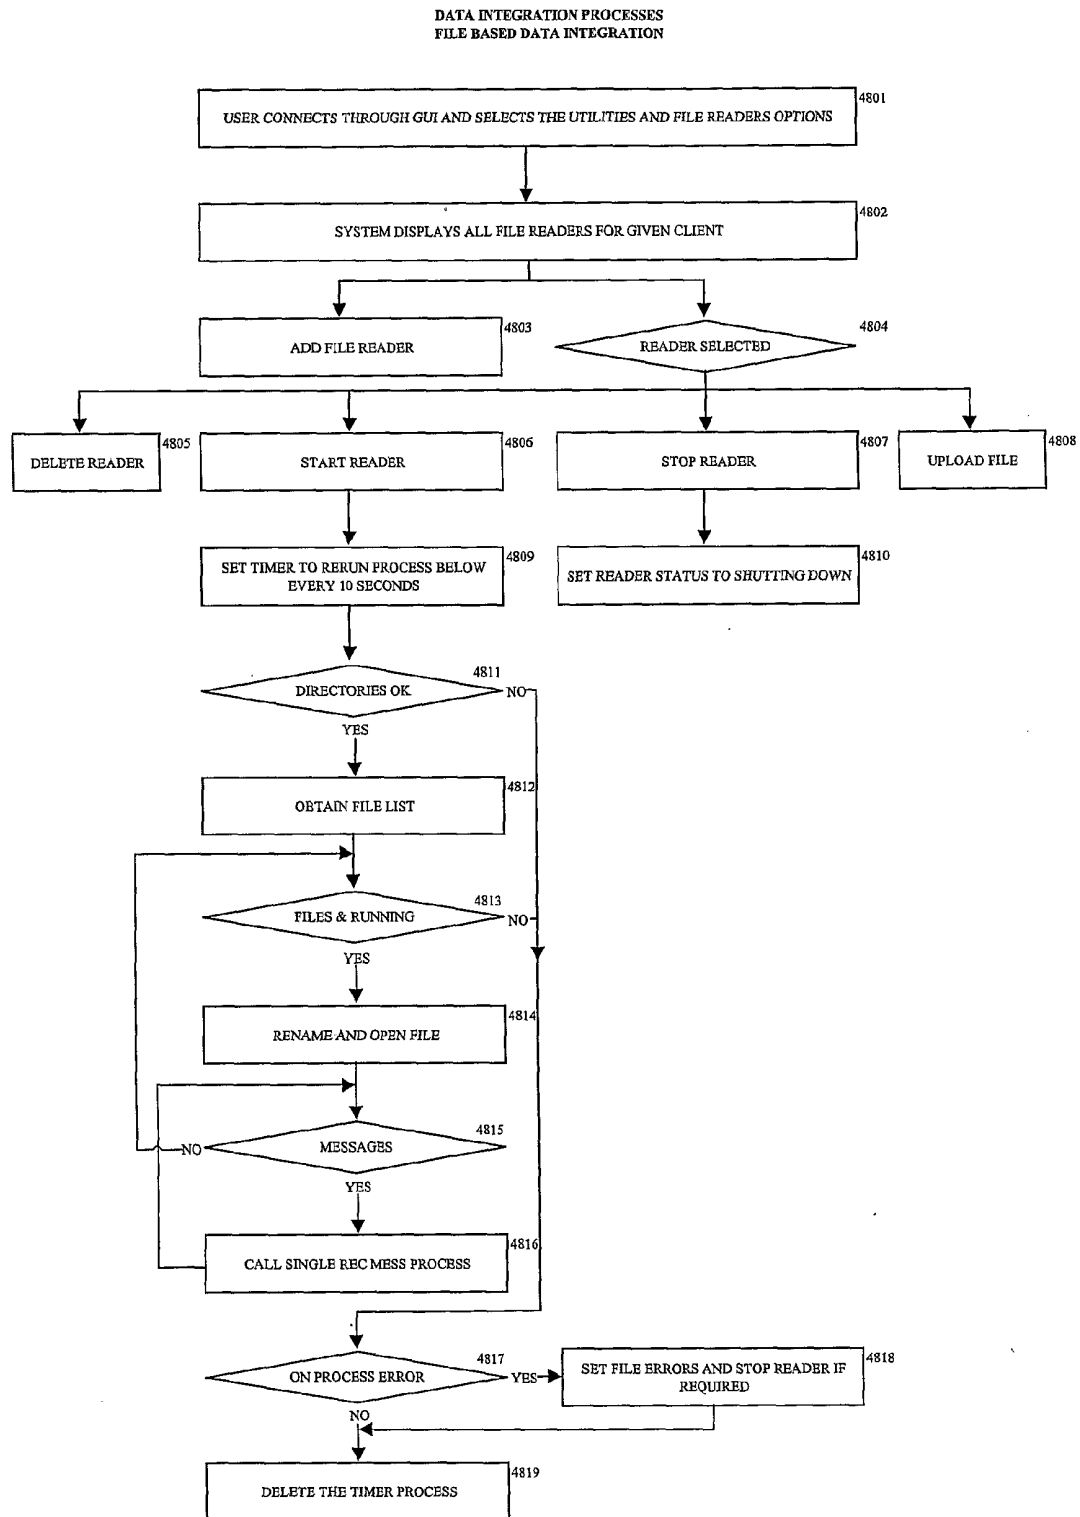 DATA INTEGRATION PROCESSES
FILE BASED DATA INTEGRATION
4801
USER CONNECTS THROUGH GUI AND SELECTS THE UTILITIES AND FILE READERS OPTIONS
4802
SYSTEM DISPLAYS ALL FILE READERS FOR GIVEN CLIENT
4803
ADD FILE READER
4804
READER SELECTED
4805
DELETE READER
4806
START READER
4807
STOP READER
4808
UPLOAD FILE
4809
SET TIMER TO RERUN PROCESS BELOW
EVERY 10 SECONDS
4810
SET READER STATUS TO SHUTTING DOWN
4811
DIRECTORIES OK
NO
YES
4812
OBTAIN FILE LIST
4813
FILES & RUNNING
NO
YES
4814
RENAME AND OPEN FILE
4815
MESSAGES
NO
YES
4816
CALL SINGLE REC MESS PROCESS
4817
ON PROCESS ERROR
YES
NO
4818
SET FILE ERRORS AND STOP READER IF
REQUIRED
4819
DELETE THE TIMER PROCESS